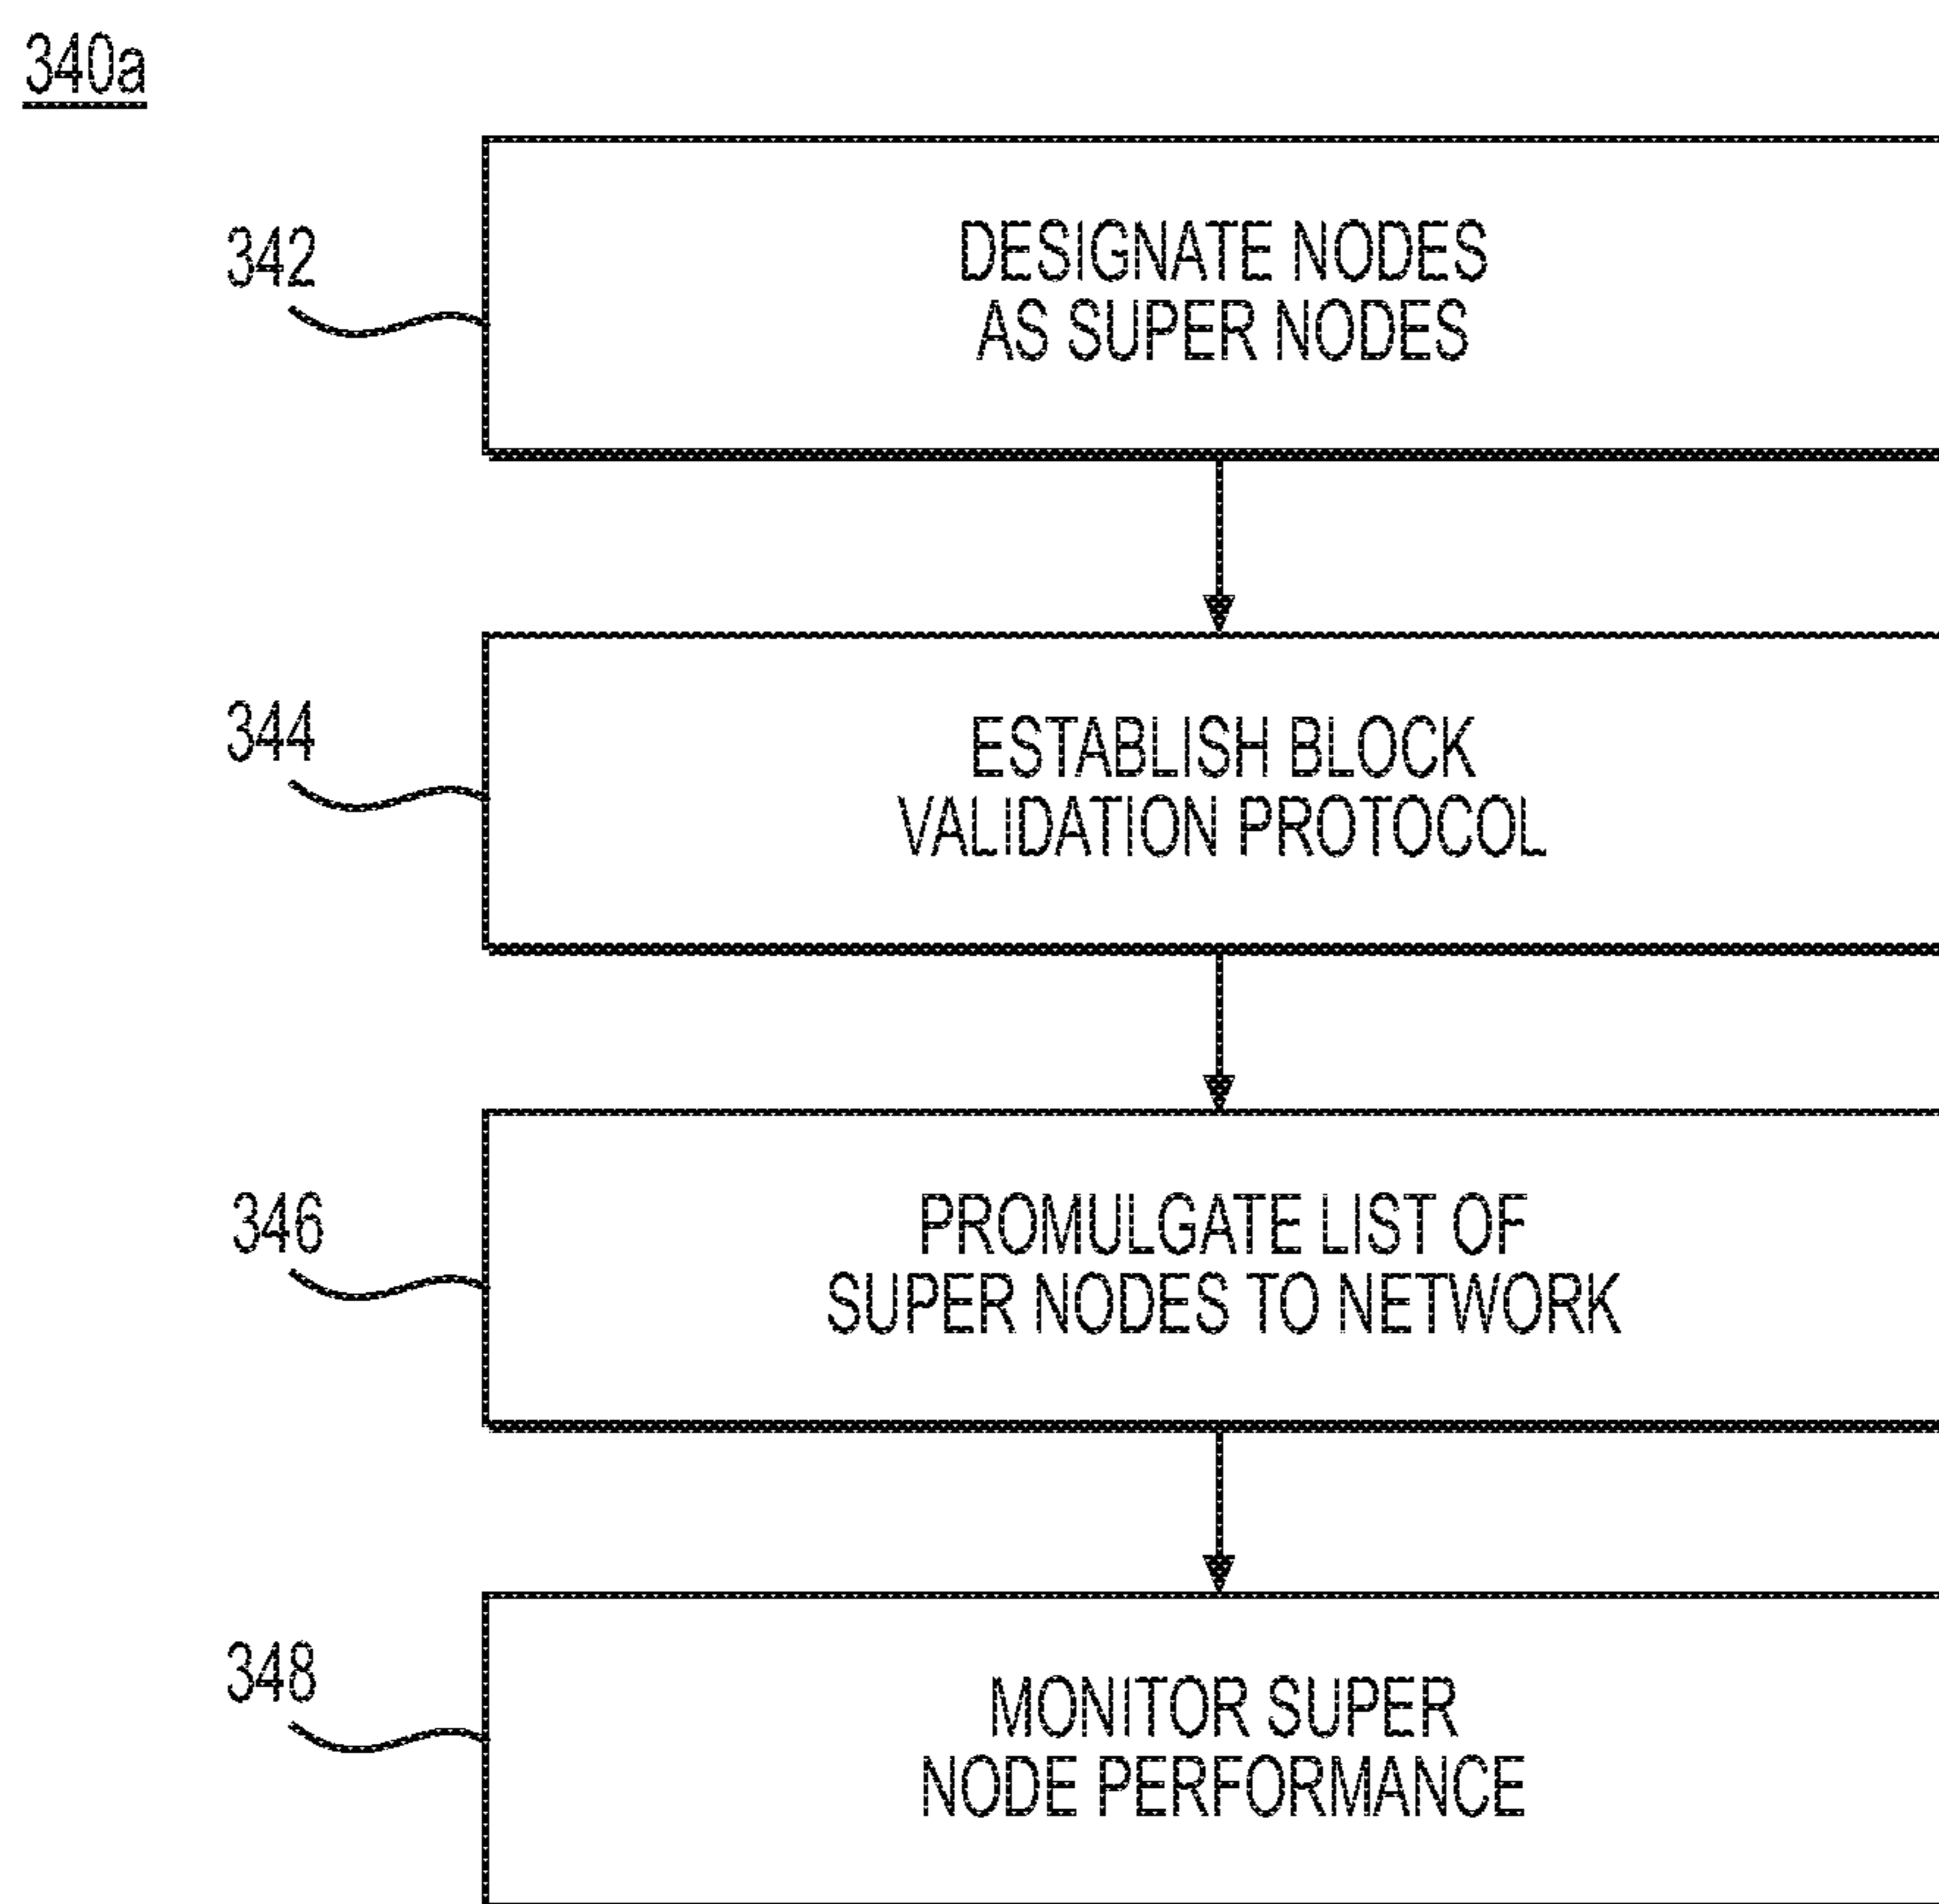 340a
342
DESIGNATE NODES
AS SUPER NODES
344
ESTABLISH BLOCK
VALIDATION PROTOCOL
346
PROMULGATE LIST OF
SUPER NODES TO NETWORK
348
MONITOR SUPER
NODE PERFORMANCE